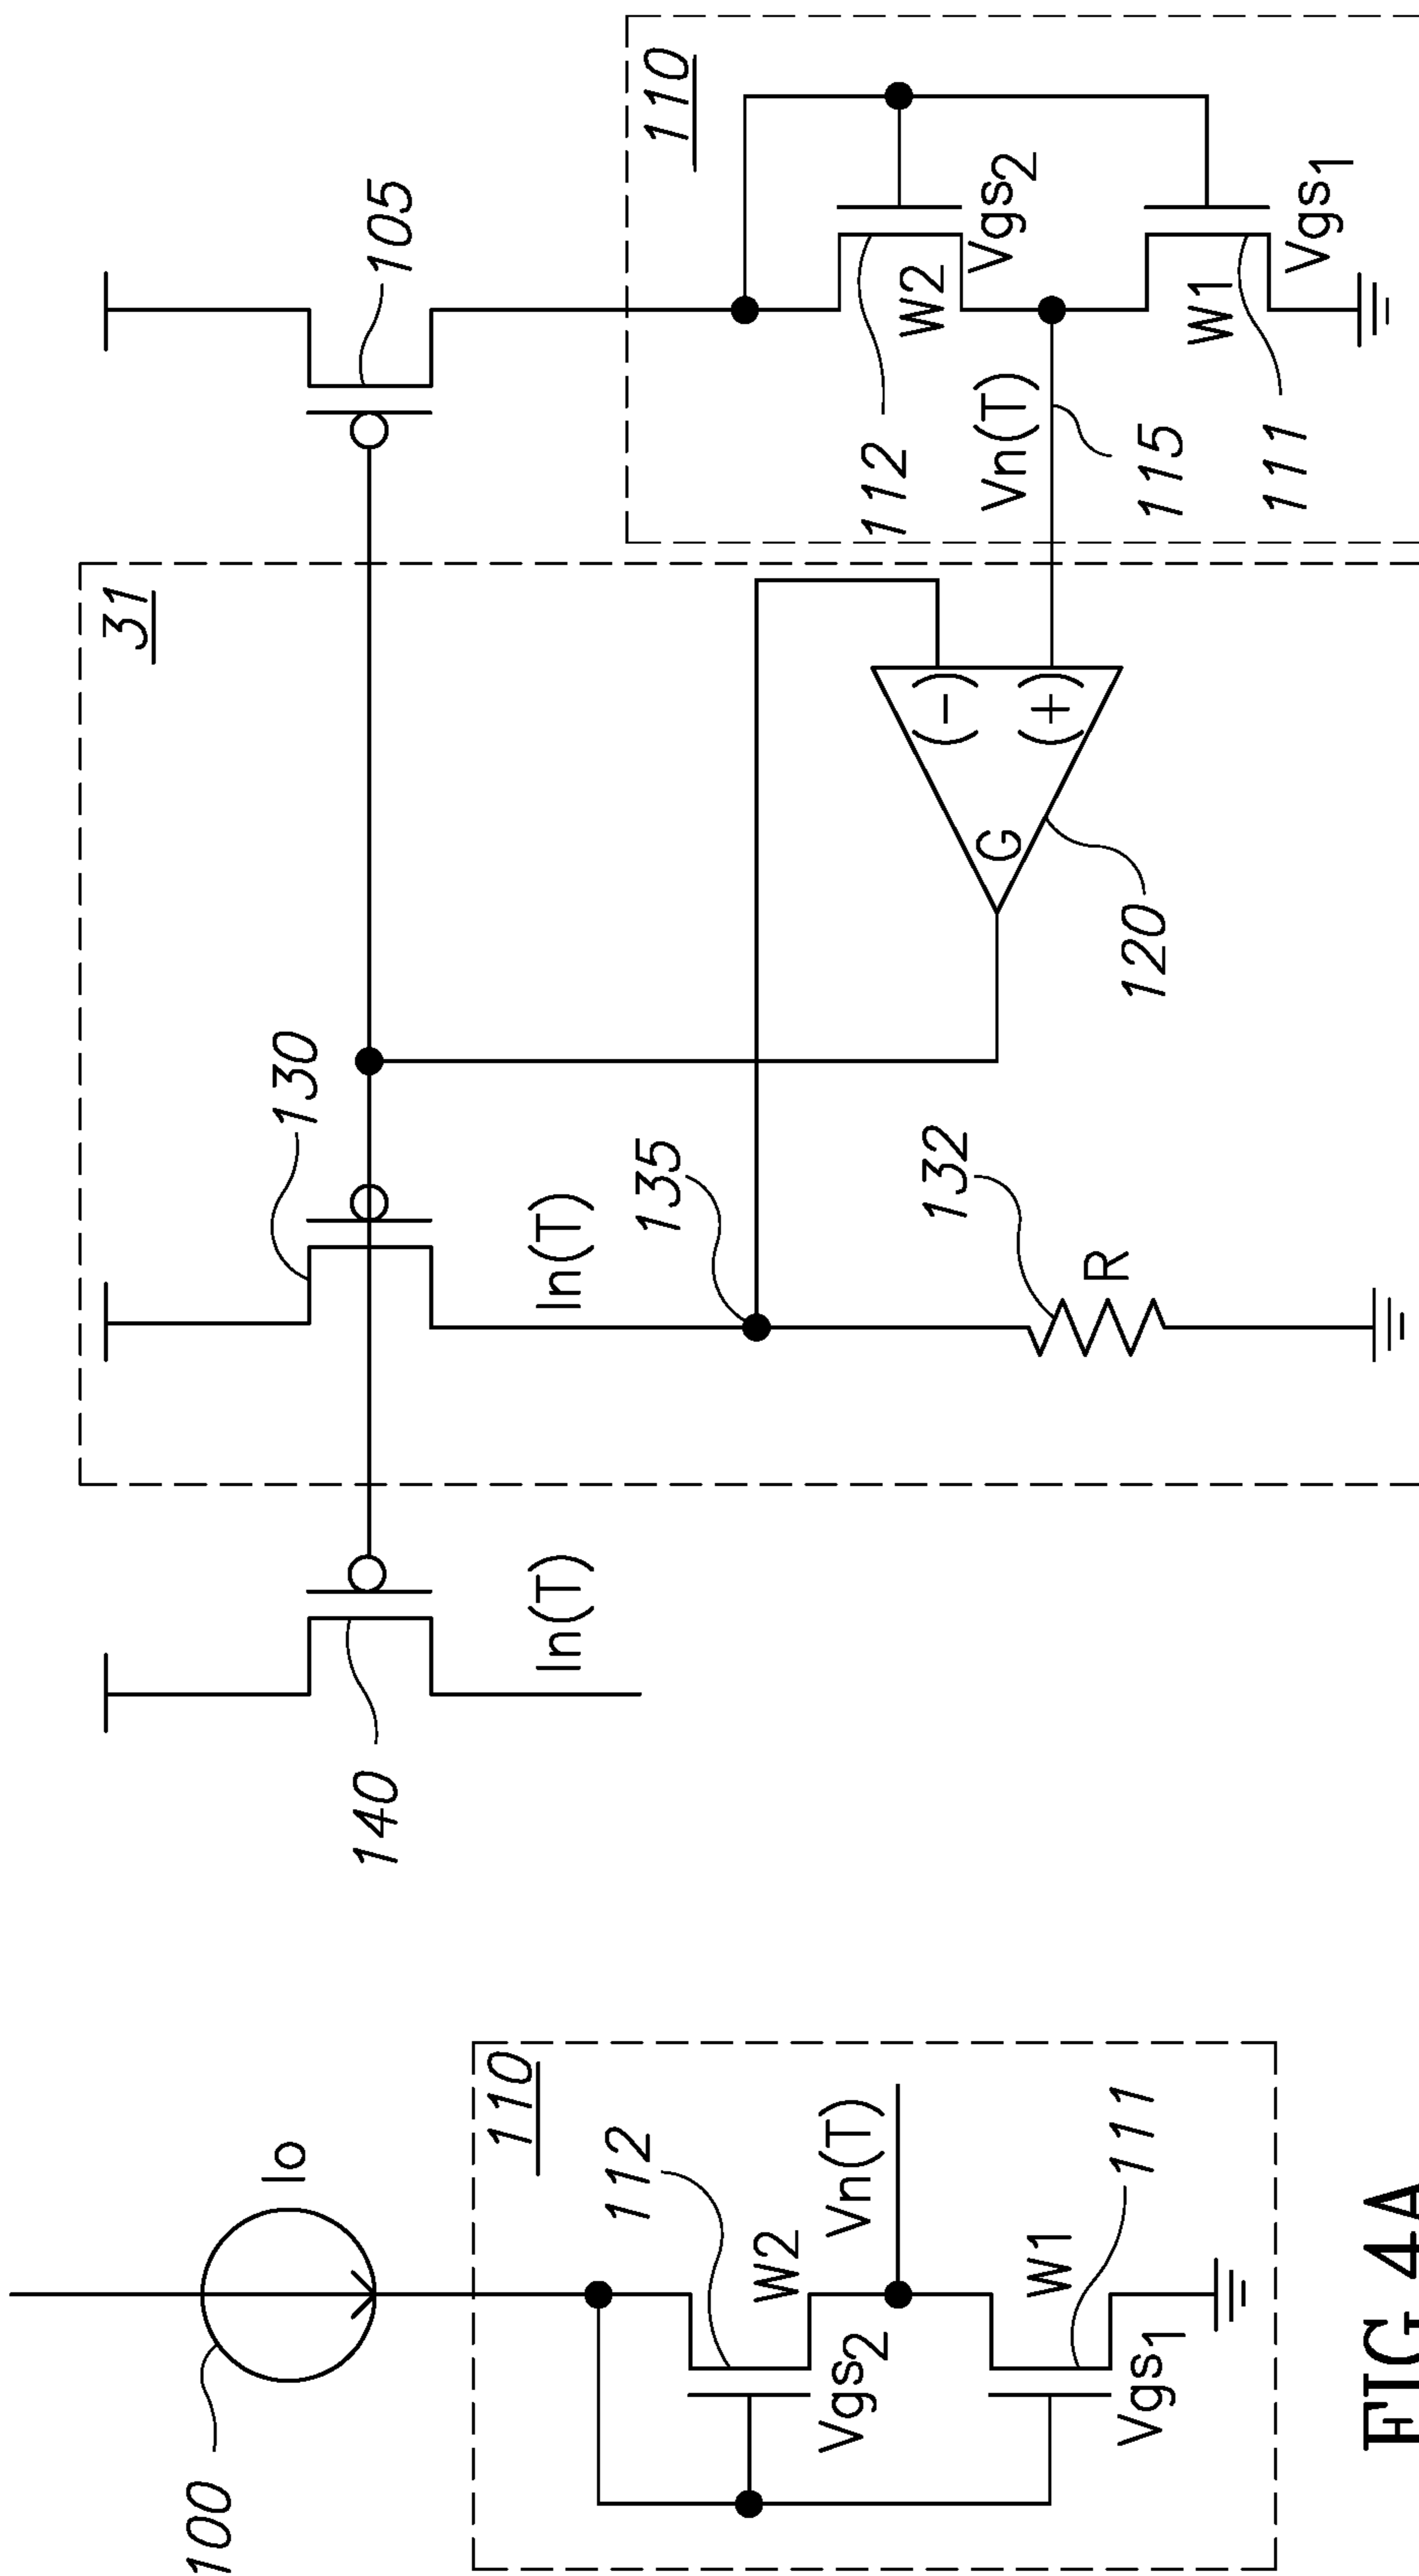 100
Io
110
112
W2
Vgs2
Vn(T)
W1
Vgs1
111
FIG 4A
140
In(T)
31
130
In(T)
135
132
R
120
G
(-)
(+)
105
110
112
W2
Vgs2
Vn(T)
115
W1
Vgs1
111